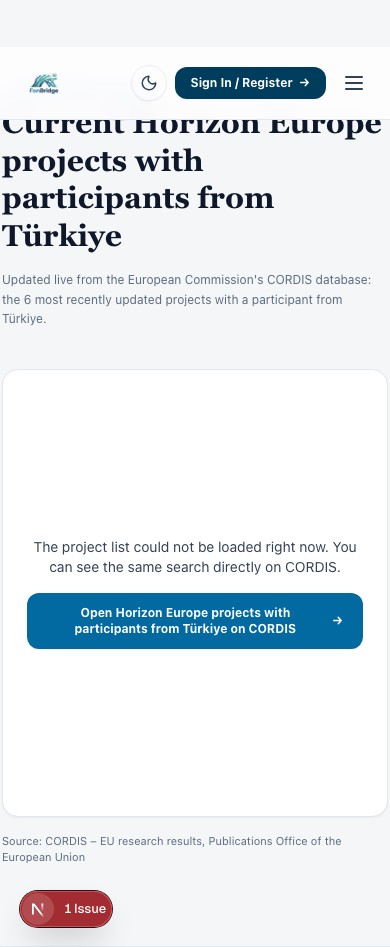 FonBridge
Sign In / Register →
Current Horizon Europe
projects with
participants from
Türkiye
Updated live from the European Commission's CORDIS database:
the 6 most recently updated projects with a participant from
Türkiye.
The project list could not be loaded right now. You
can see the same search directly on CORDIS.
Open Horizon Europe projects with
participants from Türkiye on CORDIS →
Source: CORDIS – EU research results, Publications Office of the
European Union
N 1 Issue